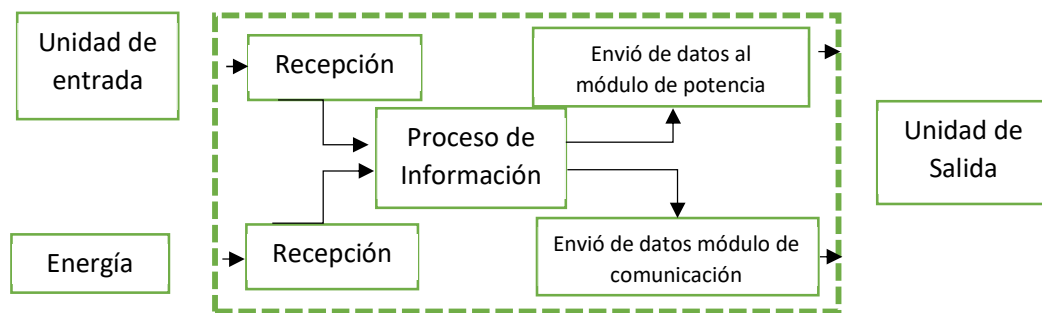 Unidad de
entrada
Recepción
Envió de datos al
módulo de potencia
Proceso de
Información
Unidad de
Salida
Energía
Recepción
Envió de datos módulo de
comunicación